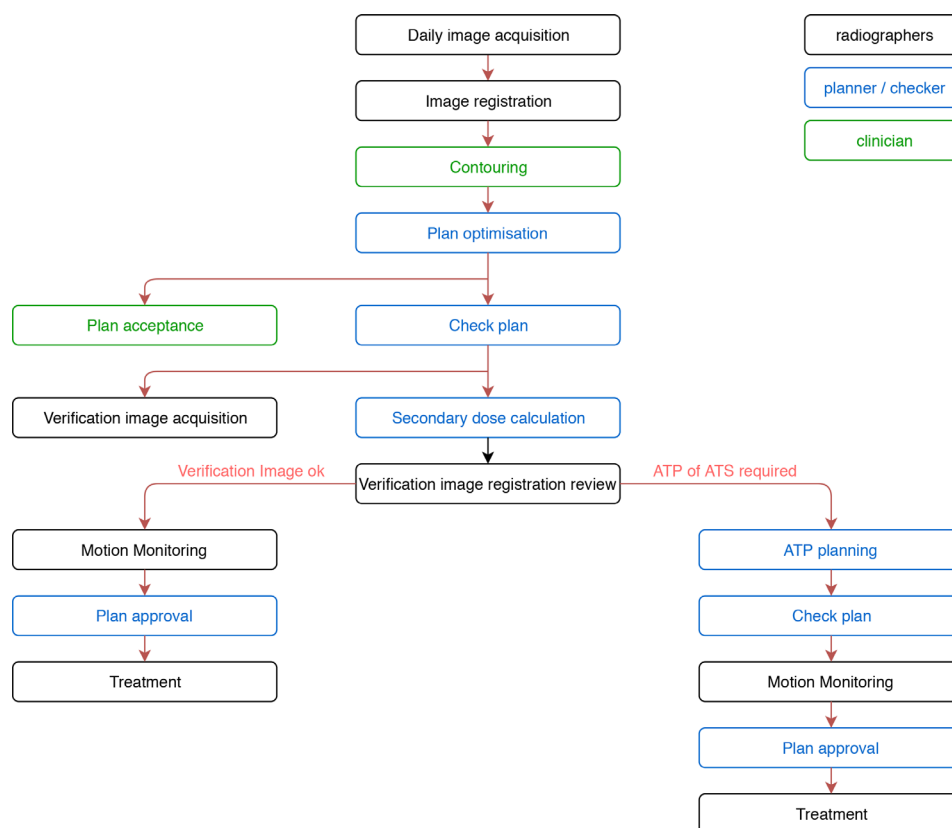 Daily image acquisition
radiographers
Image registration
planner / checker
clinician
Contouring
Plan optimisation
Plan acceptance
Check plan
Verification image acquisition
Secondary dose calculation
Verification Image ok
Verification image registration review
ATP of ATS required
Motion Monitoring
Plan approval
Treatment
ATP planning
Check plan
Motion Monitoring
Plan approval
Treatment